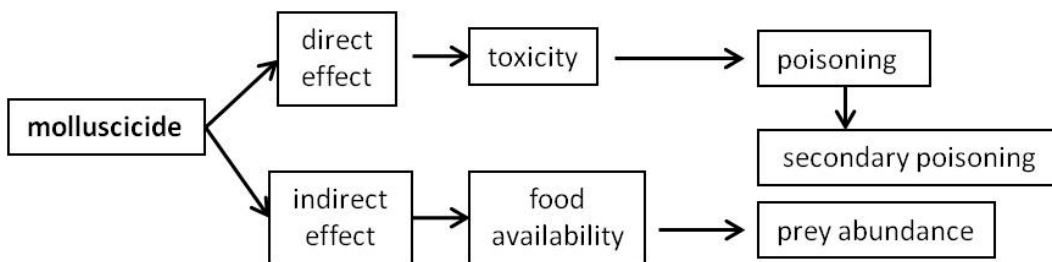 molluscicide
direct
effect
toxicity
poisoning
secondary poisoning
indirect
effect
food
availability
prey abundance